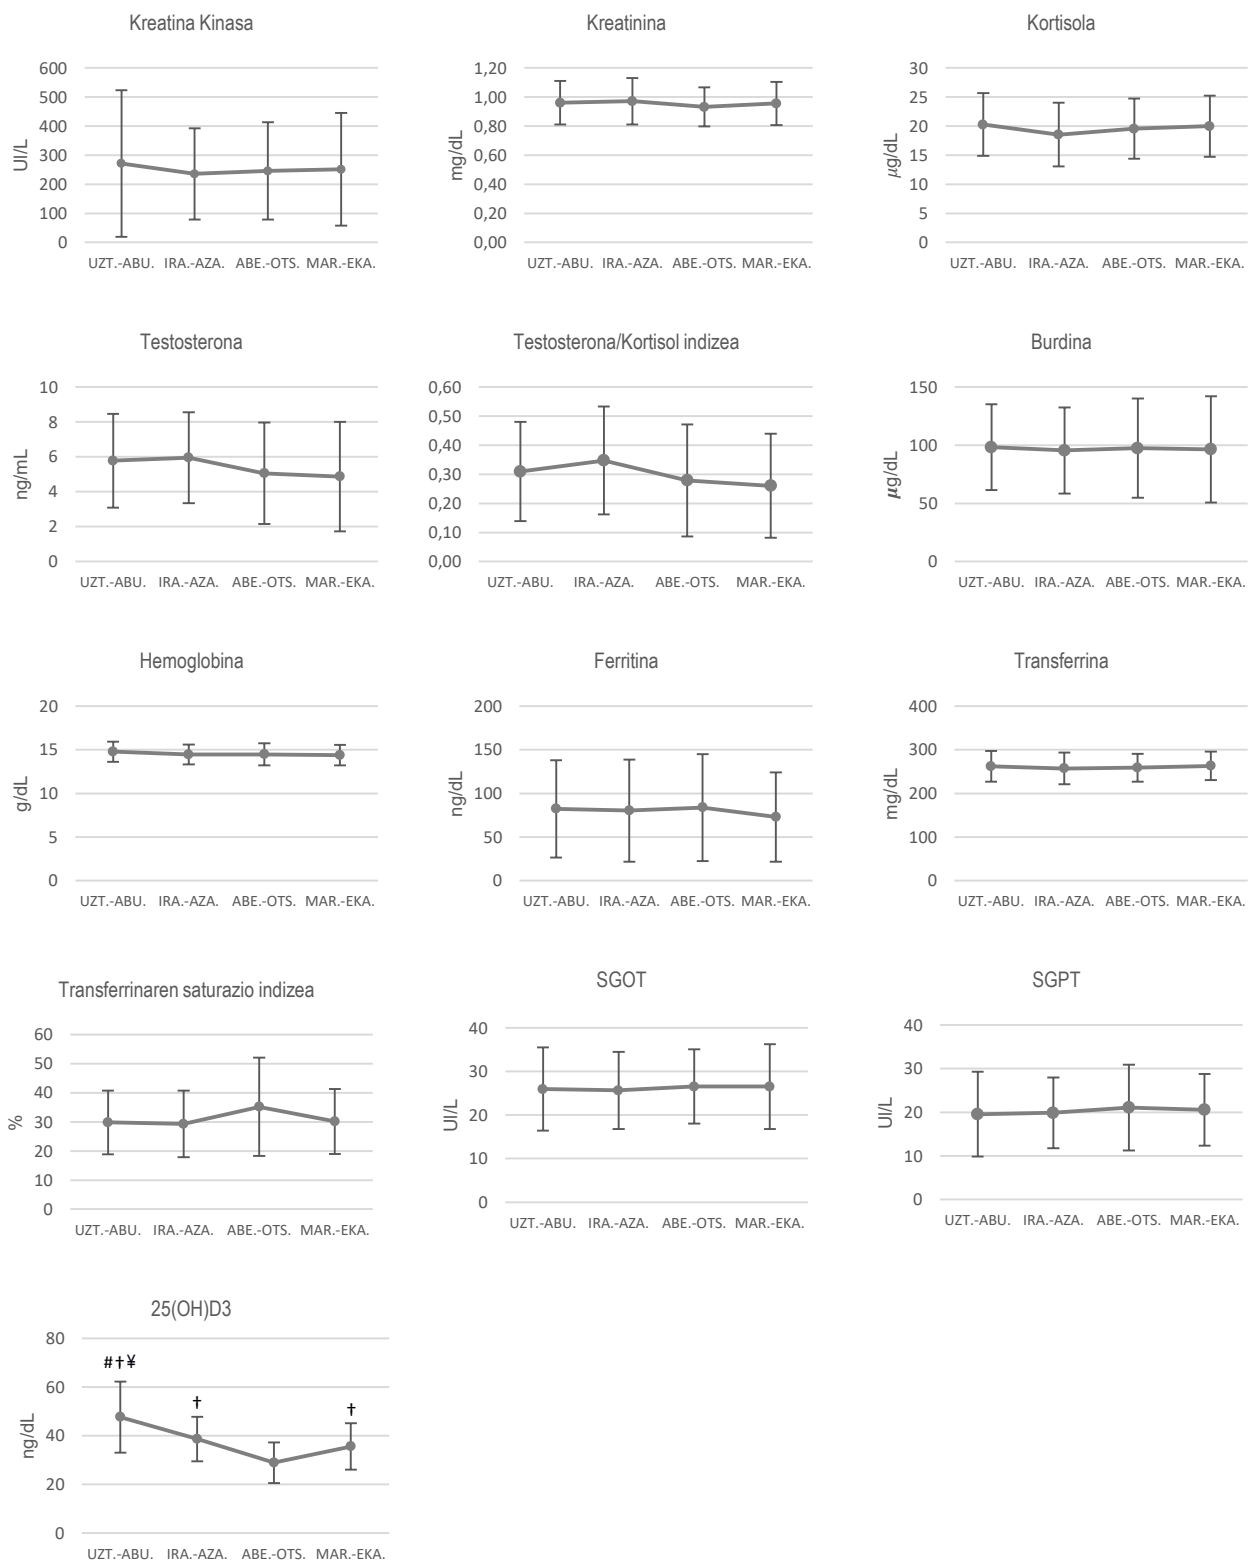 Kreatina Kinasa
600
500
400
300
200
100
0
UI/L
UZT.-ABU. IRA.-AZA. ABE.-OTS. MAR.-EKA.
Kreatinina
1,20
1,00
0,80
0,60
0,40
0,20
0,00
mg/dL
UZT.-ABU. IRA.-AZA. ABE.-OTS. MAR.-EKA.
Kortisola
30
25
20
15
10
5
0
µg/dL
UZT.-ABU. IRA.-AZA. ABE.-OTS. MAR.-EKA.
Testosterona
10
8
6
4
2
0
ng/mL
UZT.-ABU. IRA.-AZA. ABE.-OTS. MAR.-EKA.
Testosterona/Kortisol indizea
0,60
0,50
0,40
0,30
0,20
0,10
0,00
UZT.-ABU. IRA.-AZA. ABE.-OTS. MAR.-EKA.
Burdina
150
100
50
0
µg/dL
UZT.-ABU. IRA.-AZA. ABE.-OTS. MAR.-EKA.
Hemoglobina
20
15
10
5
0
g/dL
UZT.-ABU. IRA.-AZA. ABE.-OTS. MAR.-EKA.
Ferritina
200
150
100
50
0
ng/dL
UZT.-ABU. IRA.-AZA. ABE.-OTS. MAR.-EKA.
Transferrina
400
300
200
100
0
mg/dL
UZT.-ABU. IRA.-AZA. ABE.-OTS. MAR.-EKA.
Transferrinaren saturazio indizea
60
50
40
30
20
10
0
%
UZT.-ABU. IRA.-AZA. ABE.-OTS. MAR.-EKA.
SGOT
40
30
20
10
0
UI/L
UZT.-ABU. IRA.-AZA. ABE.-OTS. MAR.-EKA.
SGPT
40
30
20
10
0
UI/L
UZT.-ABU. IRA.-AZA. ABE.-OTS. MAR.-EKA.
25(OH)D3
80
60
40
20
0
ng/dL
#†¥
†
†
UZT.-ABU. IRA.-AZA. ABE.-OTS. MAR.-EKA.